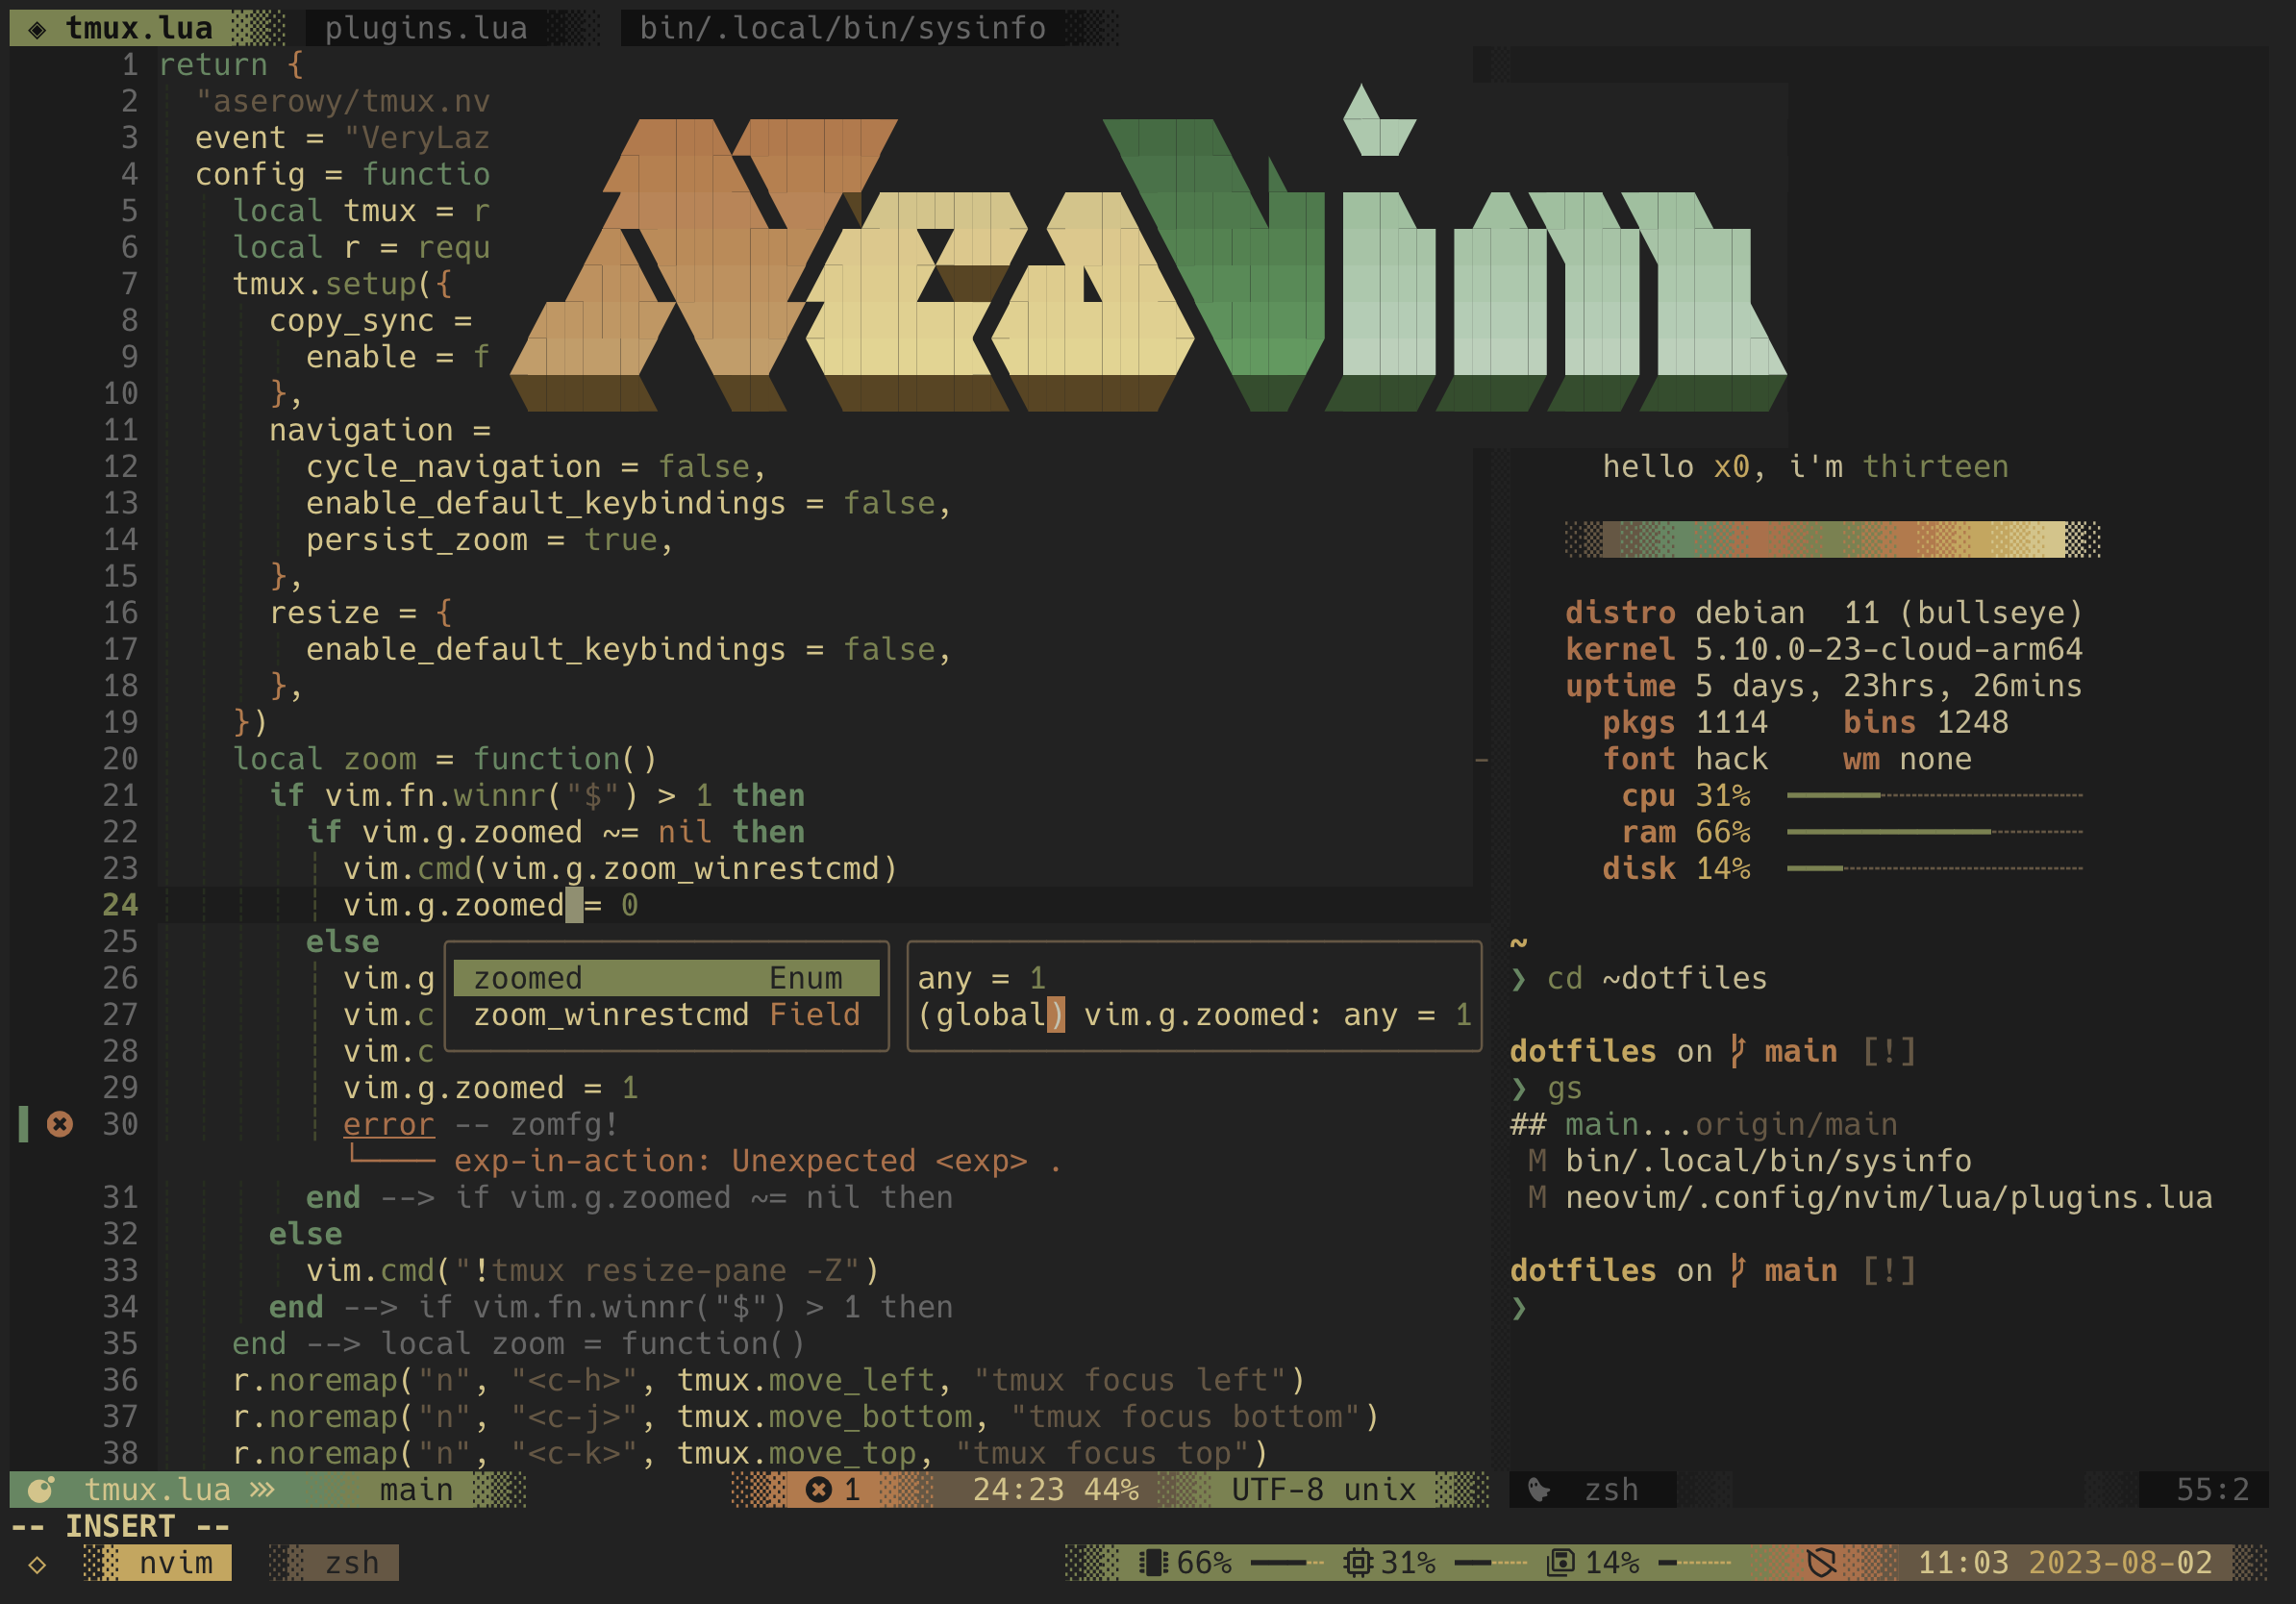 ◈ tmux.lua plugins.lua bin/.local/bin/sysinfo
NeoVim
1 return {
2 "aserowy/tmux.nv
3 event = "VeryLaz
4 config = functio
5 local tmux = r
6 local r = requ
7 tmux.setup({
8 copy_sync =
9 enable = f
10 },
11 navigation =
12 cycle_navigation = false,
13 enable_default_keybindings = false,
14 persist_zoom = true,
15 },
16 resize = {
17 enable_default_keybindings = false,
18 },
19 })
20 local zoom = function()
21 if vim.fn.winnr("$") > 1 then
22 if vim.g.zoomed ~= nil then
23 vim.cmd(vim.g.zoom_winrestcmd)
24 vim.g.zoomed = 0
25 else
26 vim.g
27 vim.c
28 vim.c
29 vim.g.zoomed = 1
30 error -- zomfg!
└──── exp-in-action: Unexpected <exp> .
31 end --> if vim.g.zoomed ~= nil then
32 else
33 vim.cmd("!tmux resize-pane -Z")
34 end --> if vim.fn.winnr("$") > 1 then
35 end --> local zoom = function()
36 r.noremap("n", "<c-h>", tmux.move_left, "tmux focus left")
37 r.noremap("n", "<c-j>", tmux.move_bottom, "tmux focus bottom")
38 r.noremap("n", "<c-k>", tmux.move_top, "tmux focus top")
zoomed Enum
zoom_winrestcmd Field
any = 1
(global) vim.g.zoomed: any = 1
hello x0, i'm thirteen
distro debian 11 (bullseye)
kernel 5.10.0-23-cloud-arm64
uptime 5 days, 23hrs, 26mins
pkgs 1114 bins 1248
font hack wm none
cpu 31%
ram 66%
disk 14%
~
❯ cd ~dotfiles
dotfiles on main [!]
❯ gs
## main...origin/main
M bin/.local/bin/sysinfo
M neovim/.config/nvim/lua/plugins.lua
dotfiles on main [!]
❯
tmux.lua main 1 24:23 44% UTF-8 unix zsh 55:2
-- INSERT --
◇ nvim zsh 66% 31% 14% 11:03 2023-08-02